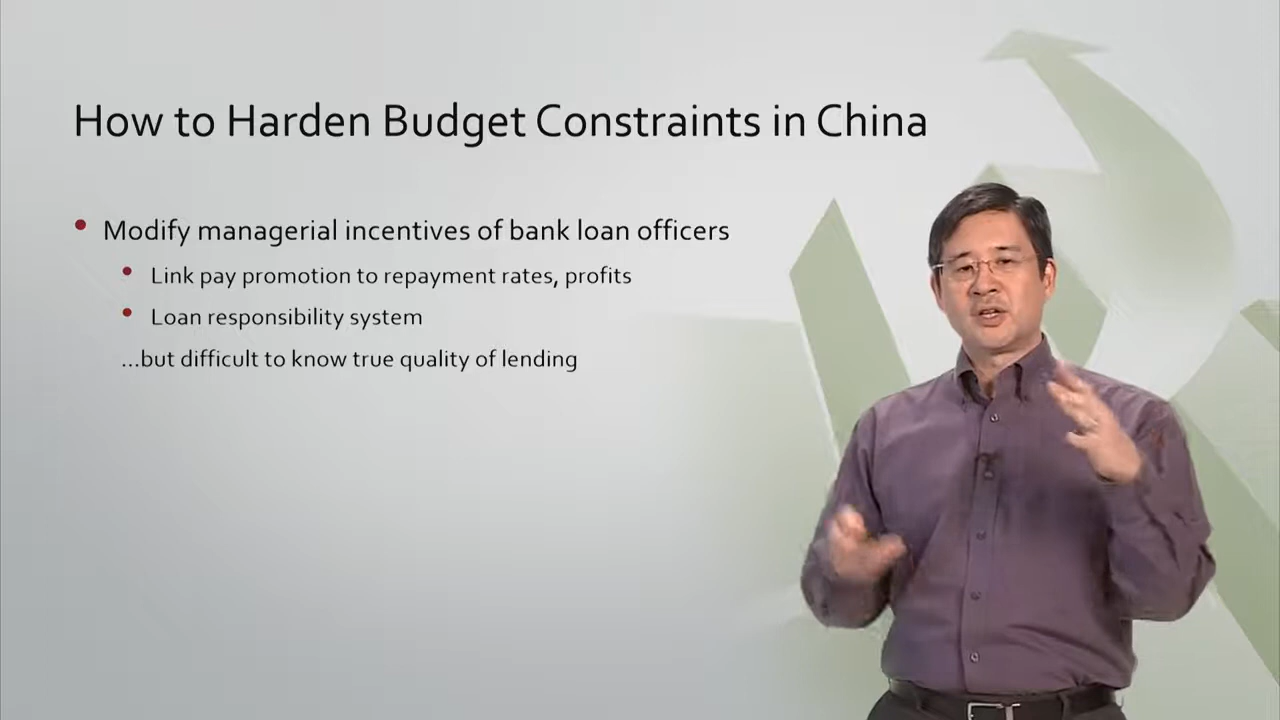 How to Harden Budget Constraints in China
Modify managerial incentives of bank loan officers
Link pay promotion to repayment rates, profits
Loan responsibility system
...but difficult to know true quality of lending